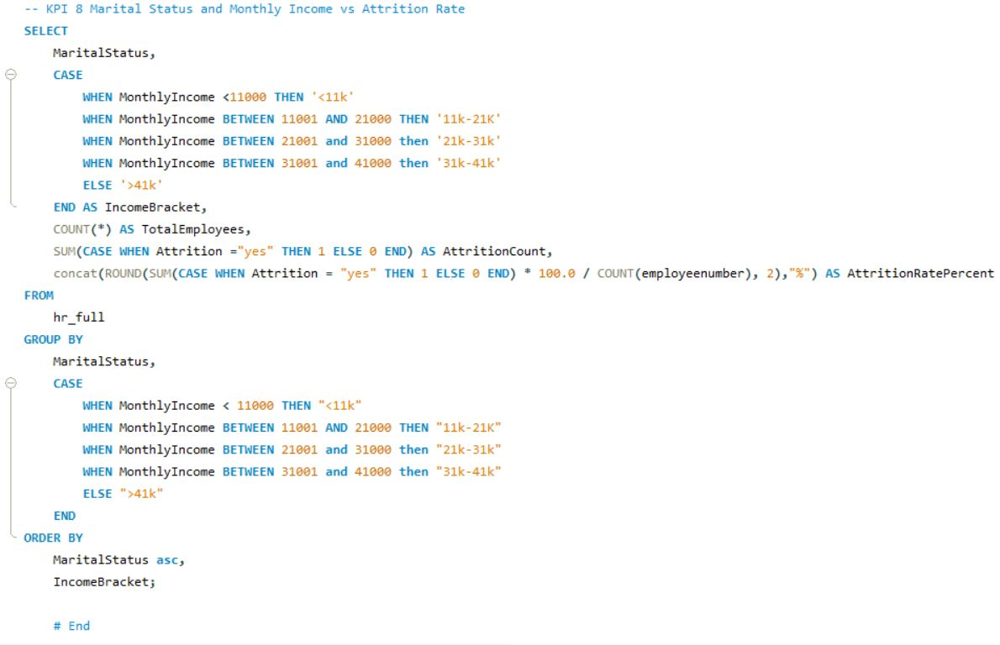 -- KPI 8 Marital Status and Monthly Income vs Attrition Rate
SELECT
MaritalStatus,
CASE
WHEN MonthlyIncome <11000 THEN '<11k'
WHEN MonthlyIncome BETWEEN 11001 AND 21000 THEN '11k-21K'
WHEN MonthlyIncome BETWEEN 21001 and 31000 then '21k-31k'
WHEN MonthlyIncome BETWEEN 31001 and 41000 then '31k-41k'
ELSE '>41k'
END AS IncomeBracket,
COUNT(*) AS TotalEmployees,
SUM(CASE WHEN Attrition ="yes" THEN 1 ELSE 0 END) AS AttritionCount,
concat(ROUND(SUM(CASE WHEN Attrition = "yes" THEN 1 ELSE 0 END) * 100.0 / COUNT(employeenumber), 2),"%") AS AttritionRatePercent
FROM
hr_full
GROUP BY
MaritalStatus,
CASE
WHEN MonthlyIncome < 11000 THEN "<11k"
WHEN MonthlyIncome BETWEEN 11001 AND 21000 THEN "11k-21K"
WHEN MonthlyIncome BETWEEN 21001 and 31000 then "21k-31k"
WHEN MonthlyIncome BETWEEN 31001 and 41000 then "31k-41k"
ELSE ">41k"
END
ORDER BY
MaritalStatus asc,
IncomeBracket;
# End